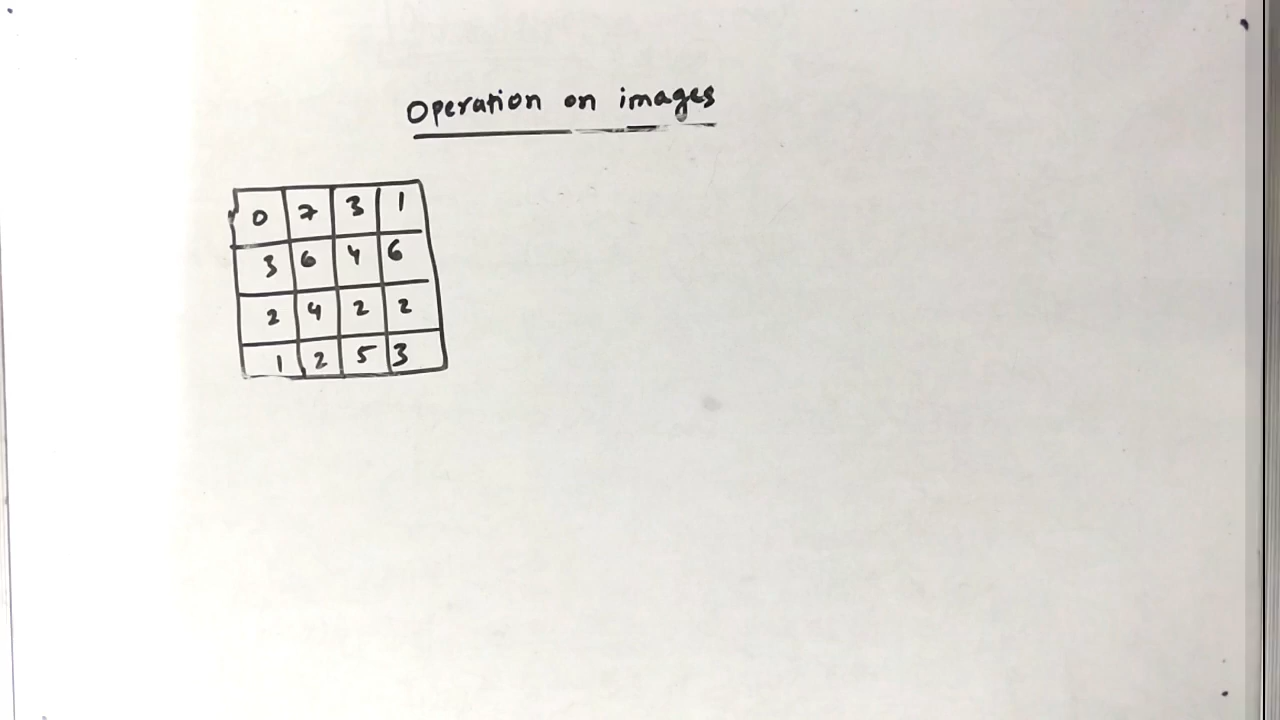 Operation on images
0 7 3 1
3 6 4 6
2 4 2 2
1 2 5 3